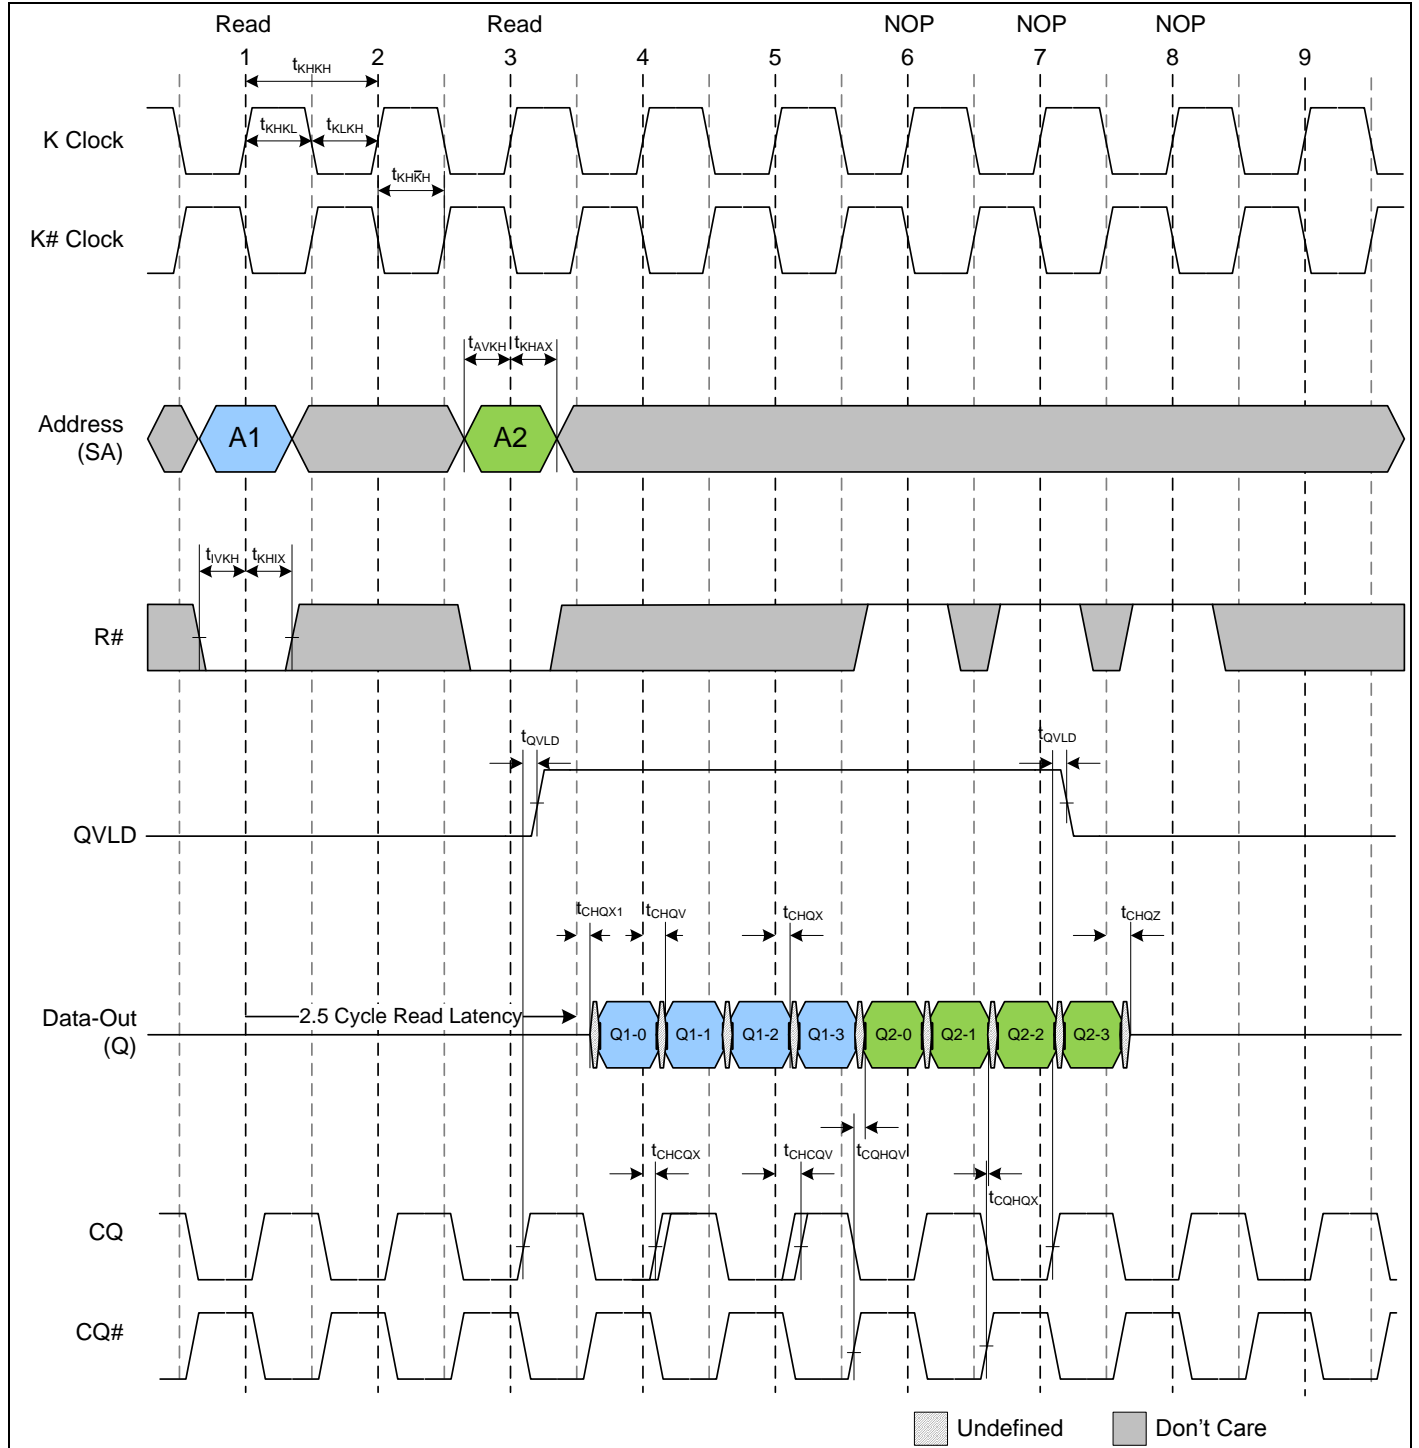 Read Read NOP NOP NOP
1 2 3 4 5 6 7 8 9
tKHKH
K Clock
tKHKL tKLKH
tKHK̅H
K# Clock
tAVKH tKHAX
Address
(SA)
A1 A2
tIVKH tKHIX
R#
tQVLD tQVLD
QVLD
tCHQX1 tCHQV tCHQX tCHQZ
Data-Out
(Q)
2.5 Cycle Read Latency
Q1-0 Q1-1 Q1-2 Q1-3 Q2-0 Q2-1 Q2-2 Q2-3
tCHCQX tCHCQV tCQHQV
tCQHQX
CQ
CQ#
Undefined Don't Care